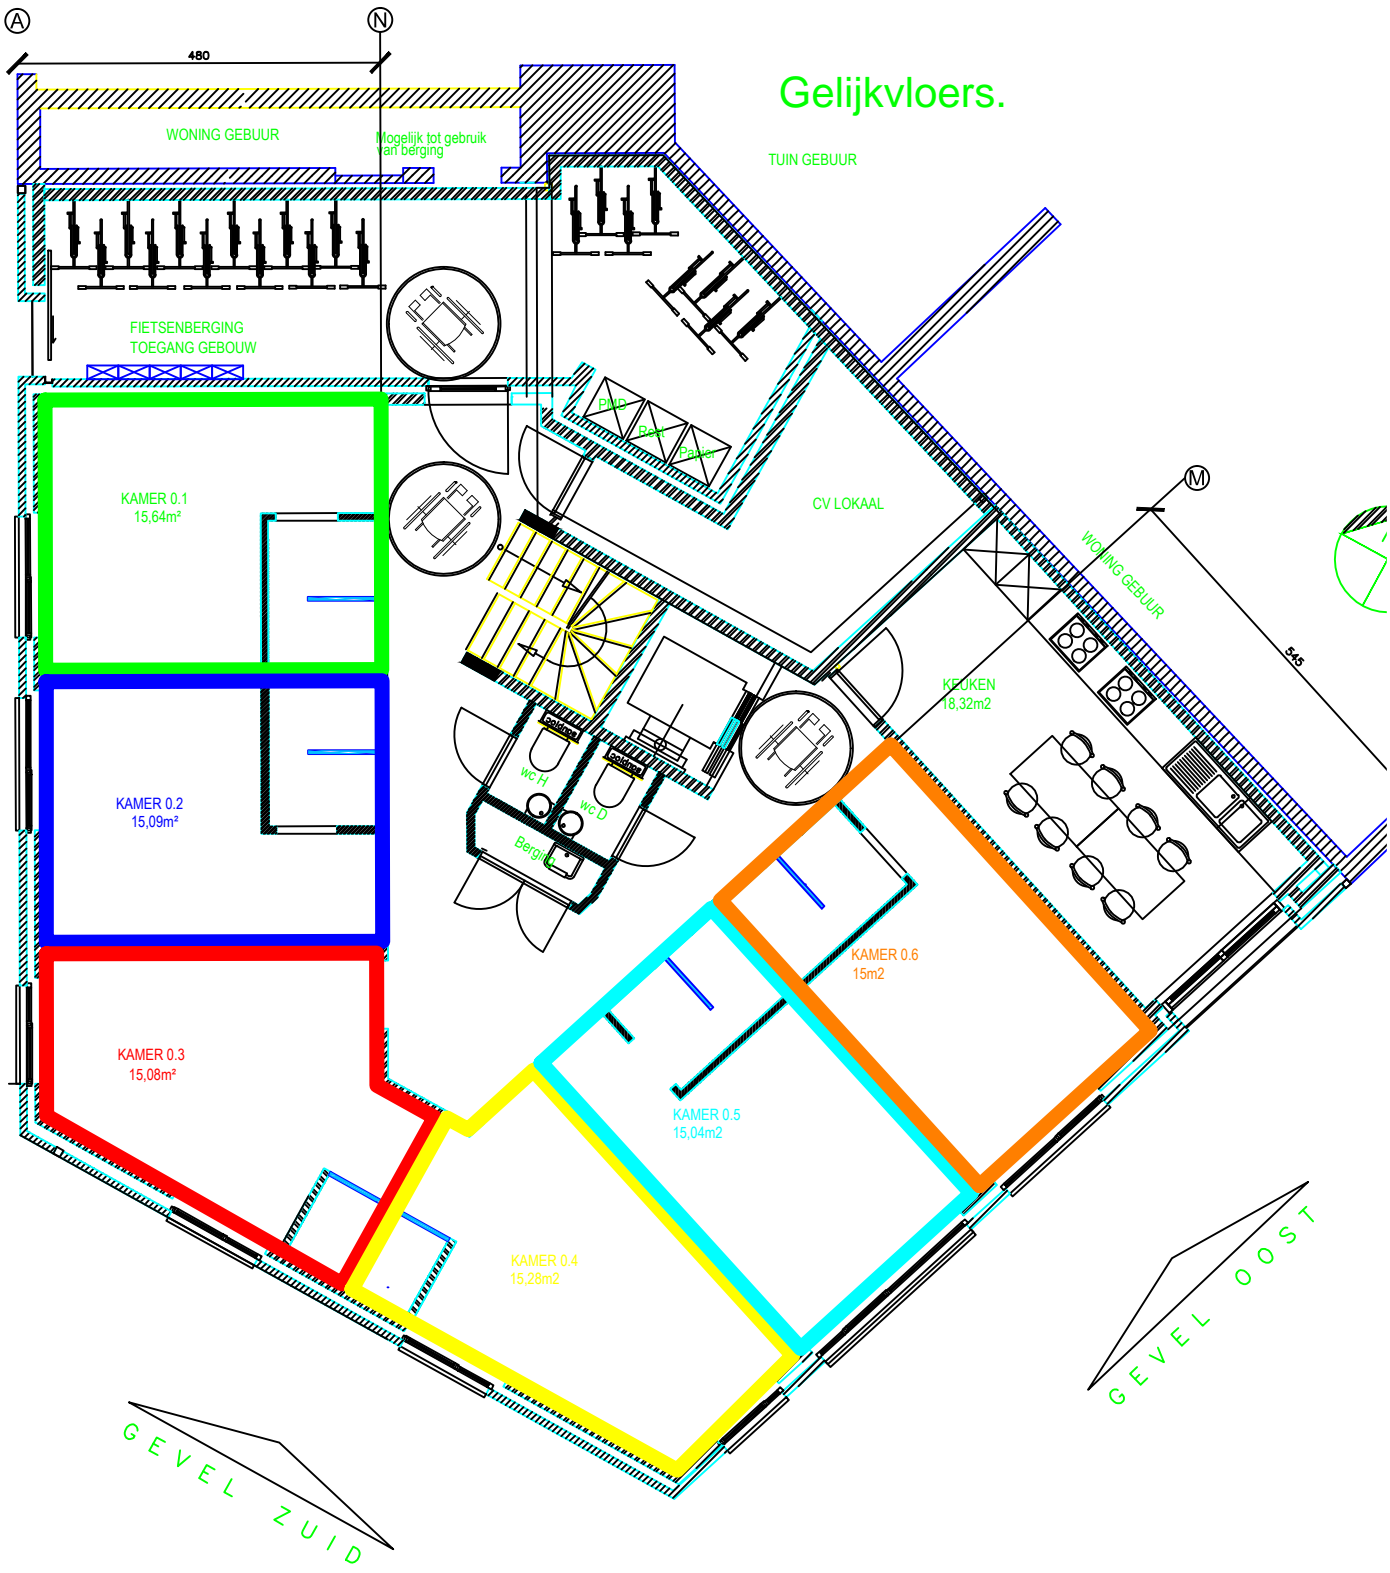 A
N
480
Gelijkvloers.
WONING GEBUUR
Mogelijk tot gebruik
van berging
TUIN GEBUUR
FIETSENBERGING
TOEGANG GEBOUW
PMD
Rest
Papier
M
KAMER 0.1
15,64m²
CV LOKAAL
WONING GEBUUR
545
KEUKEN
18,32m2
sanibloc
sanibloc
wc H
wc D
KAMER 0.2
15,09m²
Berging
KAMER 0.6
15m2
KAMER 0.3
15,08m²
KAMER 0.5
15,04m2
KAMER 0.4
15,28m2
GEVEL OOST
GEVEL ZUID